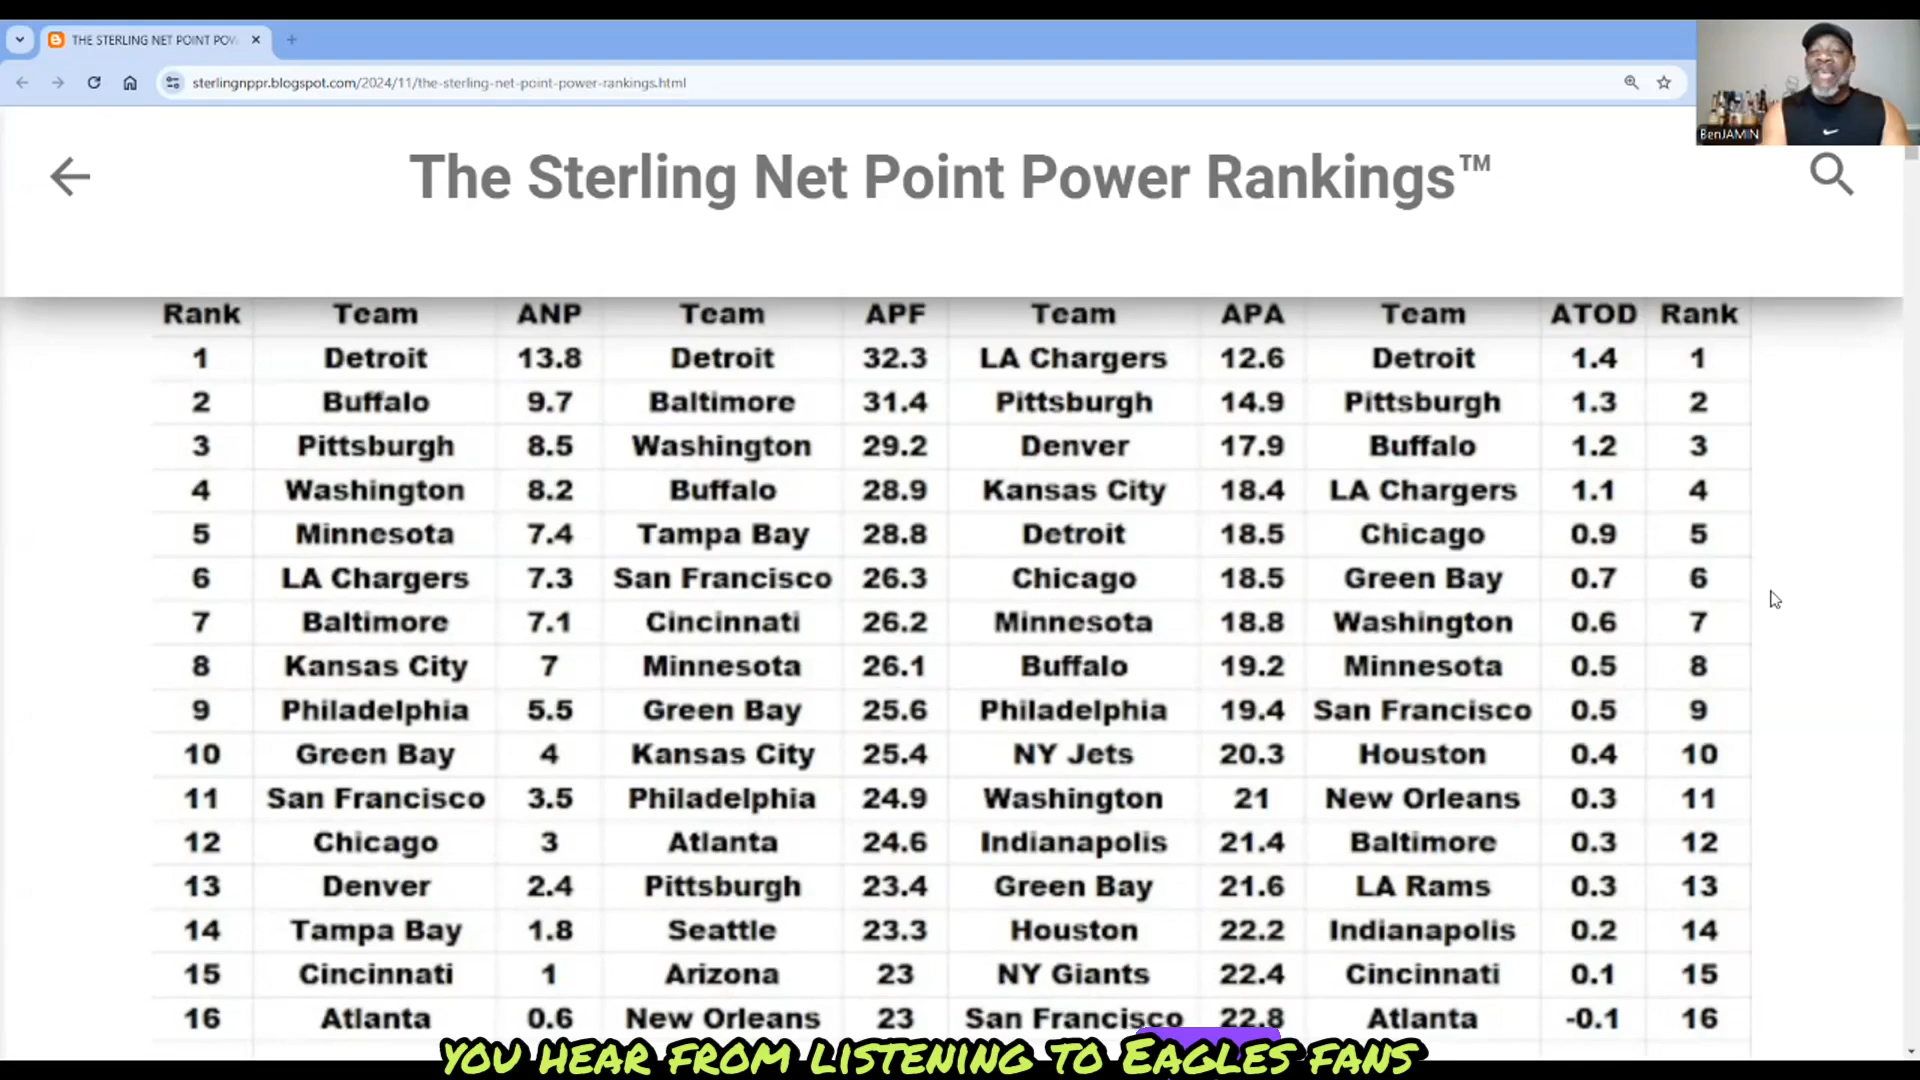 THE STERLING NET POINT POW
sterlingnppr.blogspot.com/2024/11/the-sterling-net-point-power-rankings.html
BenJAMIN
The Sterling Net Point Power Rankings™
Rank Team ANP Team APF Team APA Team ATOD Rank
1 Detroit 13.8 Detroit 32.3 LA Chargers 12.6 Detroit 1.4 1
2 Buffalo 9.7 Baltimore 31.4 Pittsburgh 14.9 Pittsburgh 1.3 2
3 Pittsburgh 8.5 Washington 29.2 Denver 17.9 Buffalo 1.2 3
4 Washington 8.2 Buffalo 28.9 Kansas City 18.4 LA Chargers 1.1 4
5 Minnesota 7.4 Tampa Bay 28.8 Detroit 18.5 Chicago 0.9 5
6 LA Chargers 7.3 San Francisco 26.3 Chicago 18.5 Green Bay 0.7 6
7 Baltimore 7.1 Cincinnati 26.2 Minnesota 18.8 Washington 0.6 7
8 Kansas City 7 Minnesota 26.1 Buffalo 19.2 Minnesota 0.5 8
9 Philadelphia 5.5 Green Bay 25.6 Philadelphia 19.4 San Francisco 0.5 9
10 Green Bay 4 Kansas City 25.4 NY Jets 20.3 Houston 0.4 10
11 San Francisco 3.5 Philadelphia 24.9 Washington 21 New Orleans 0.3 11
12 Chicago 3 Atlanta 24.6 Indianapolis 21.4 Baltimore 0.3 12
13 Denver 2.4 Pittsburgh 23.4 Green Bay 21.6 LA Rams 0.3 13
14 Tampa Bay 1.8 Seattle 23.3 Houston 22.2 Indianapolis 0.2 14
15 Cincinnati 1 Arizona 23 NY Giants 22.4 Cincinnati 0.1 15
16 Atlanta 0.6 New Orleans 23 San Francisco 22.8 Atlanta -0.1 16
YOU HEAR FROM LISTENING TO EAGLES FANS